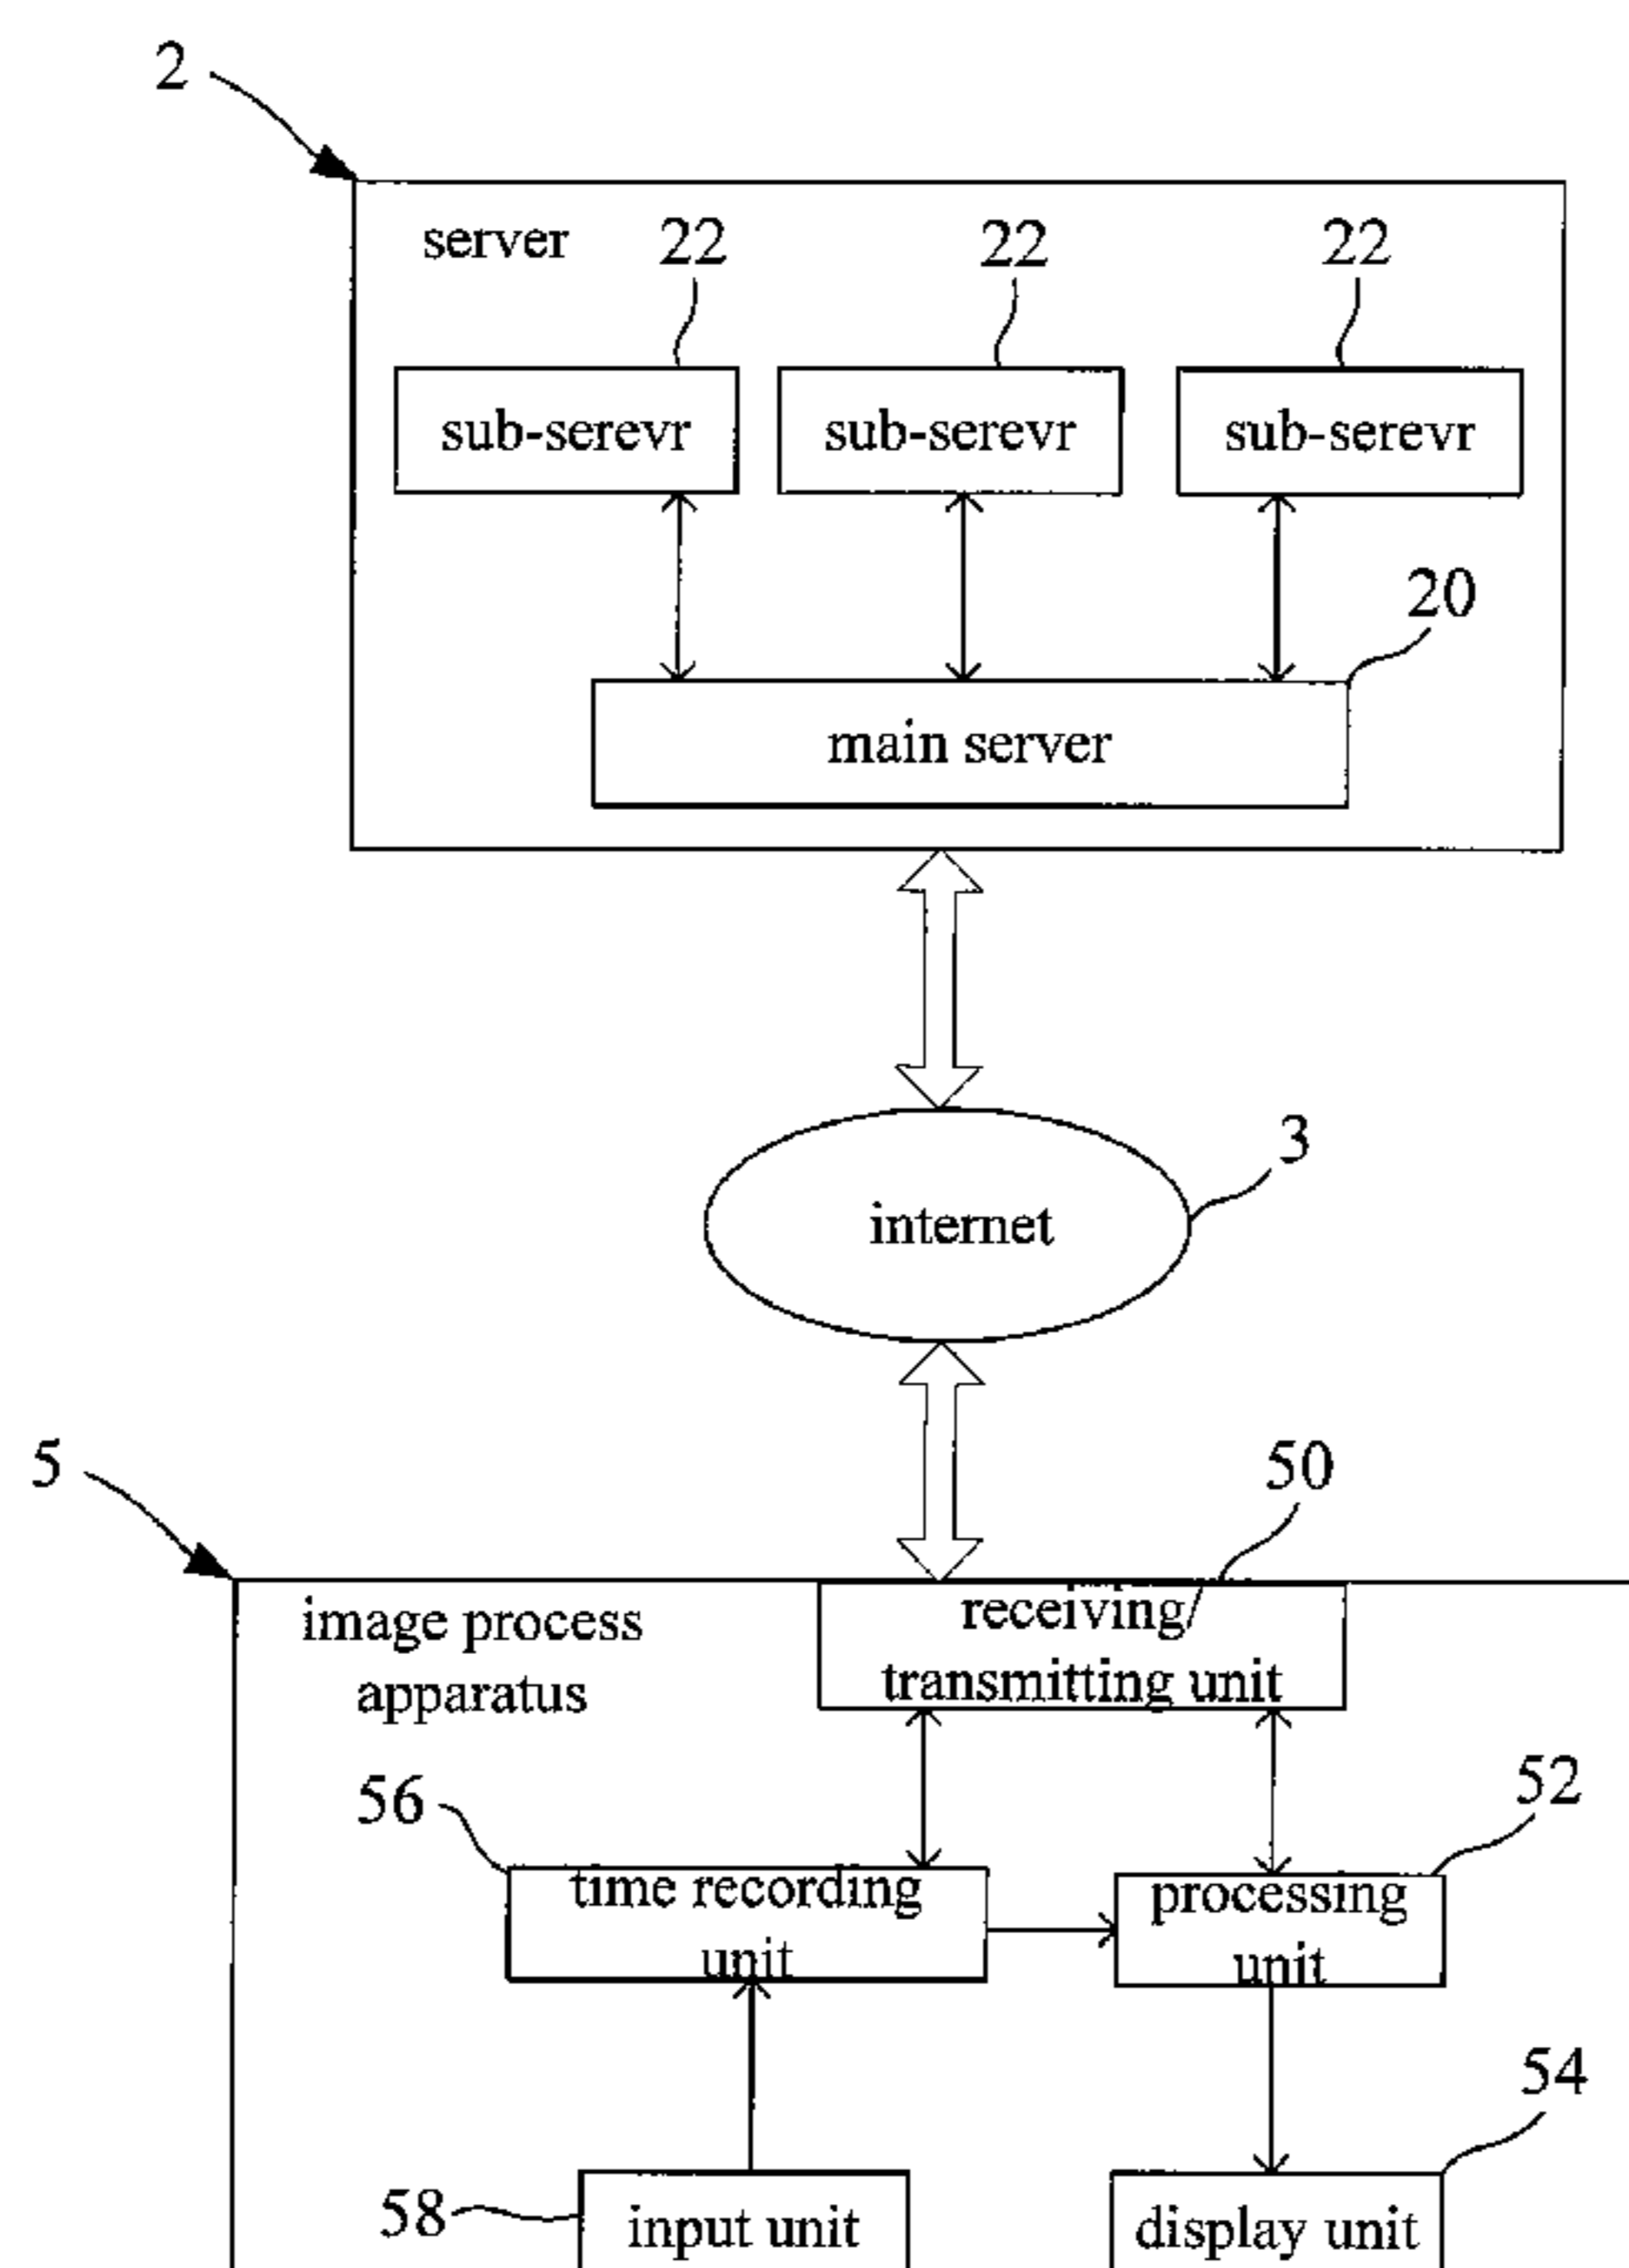 2
server 22 22 22
sub-serevr sub-serevr sub-serevr
20
main server
3
internet
5
50
image process
apparatus
receiving/
transmitting unit
56
52
time recording
unit
processing
unit
54
58
input unit
display unit